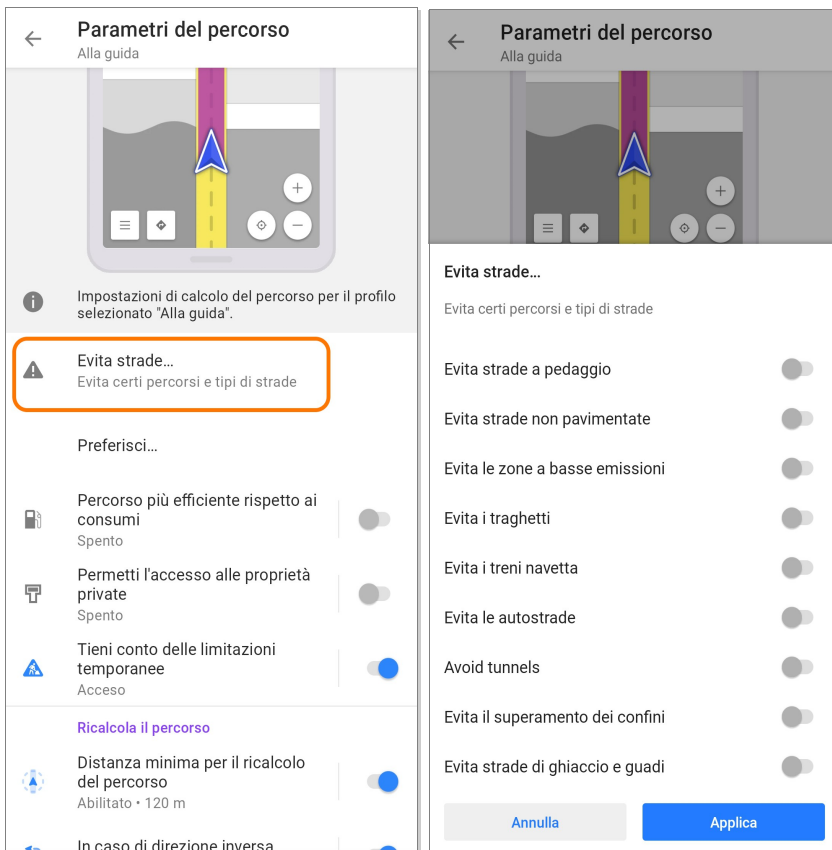 Parametri del percorso
Alla guida
Impostazioni di calcolo del percorso per il profilo
selezionato "Alla guida".
Evita strade...
Evita certi percorsi e tipi di strade
Preferisci...
Percorso più efficiente rispetto ai
consumi
Spento
Permetti l'accesso alle proprietà
private
Spento
Tieni conto delle limitazioni
temporanee
Acceso
Ricalcola il percorso
Distanza minima per il ricalcolo
del percorso
Abilitato • 120 m
In caso di direzione inversa
Parametri del percorso
Alla guida
Evita strade...
Evita certi percorsi e tipi di strade
Evita strade a pedaggio
Evita strade non pavimentate
Evita le zone a basse emissioni
Evita i traghetti
Evita i treni navetta
Evita le autostrade
Avoid tunnels
Evita il superamento dei confini
Evita strade di ghiaccio e guadi
Annulla
Applica